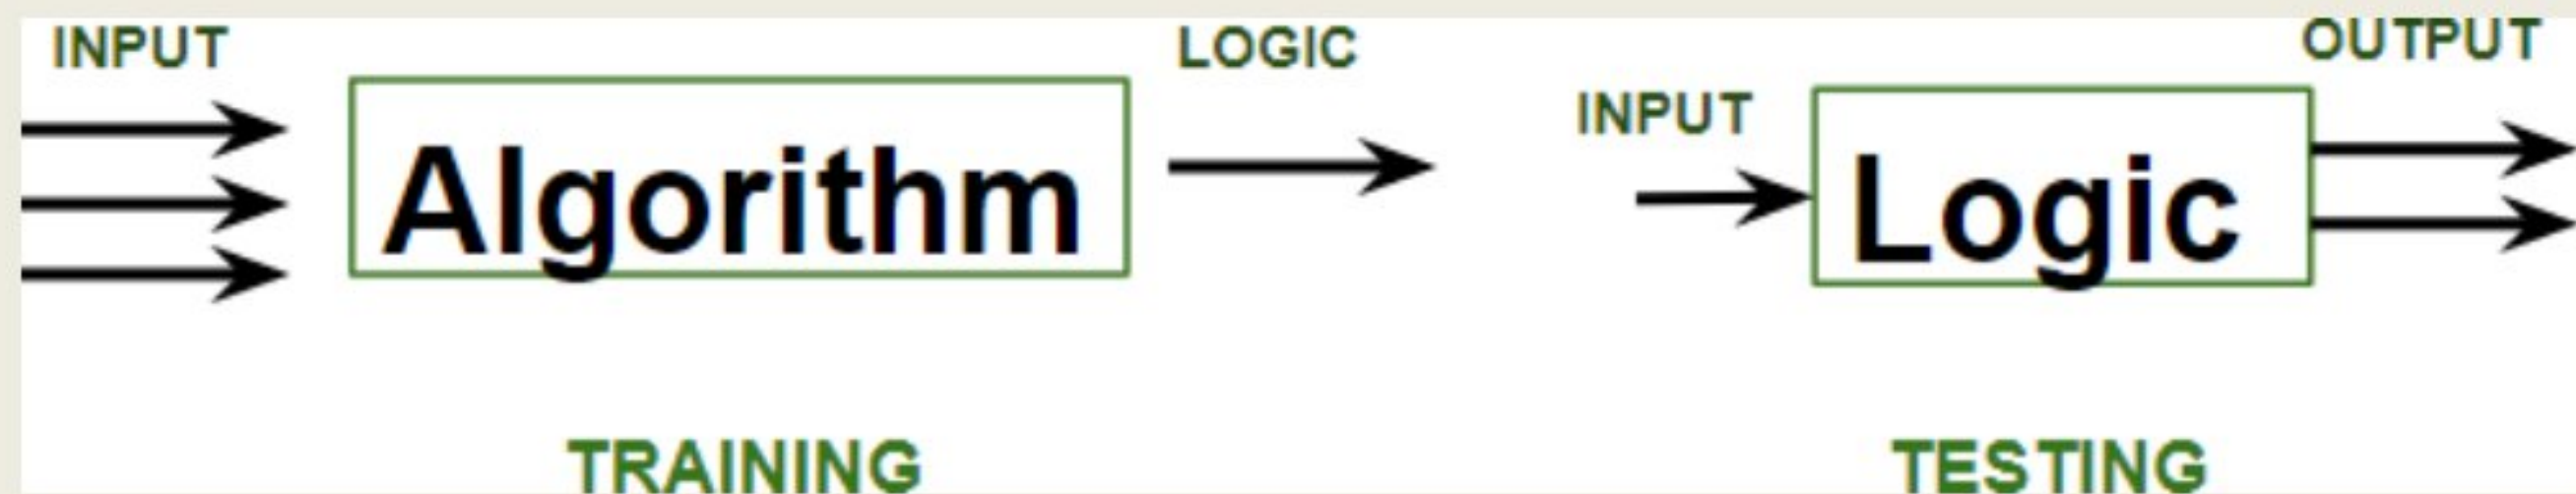 INPUT
Algorithm
LOGIC
TRAINING
INPUT
Logic
OUTPUT
TESTING